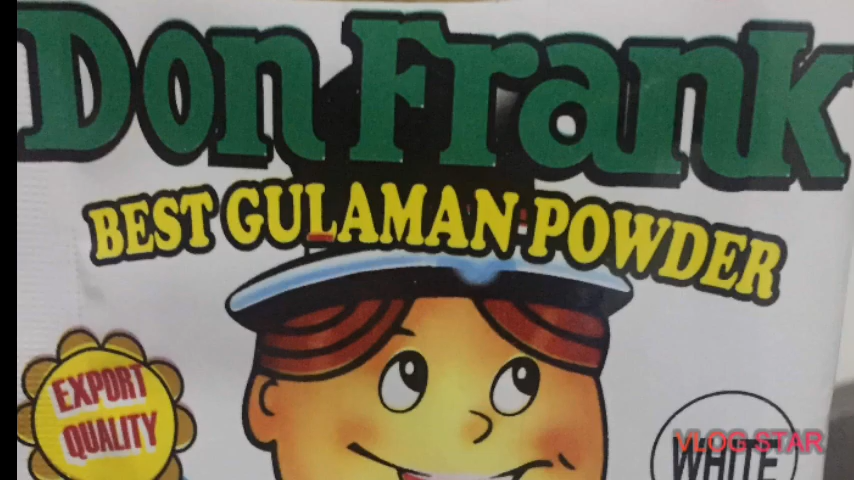 Don Frank
BEST GULAMAN POWDER
EXPORT
QUALITY
VLOG STAR
WHITE